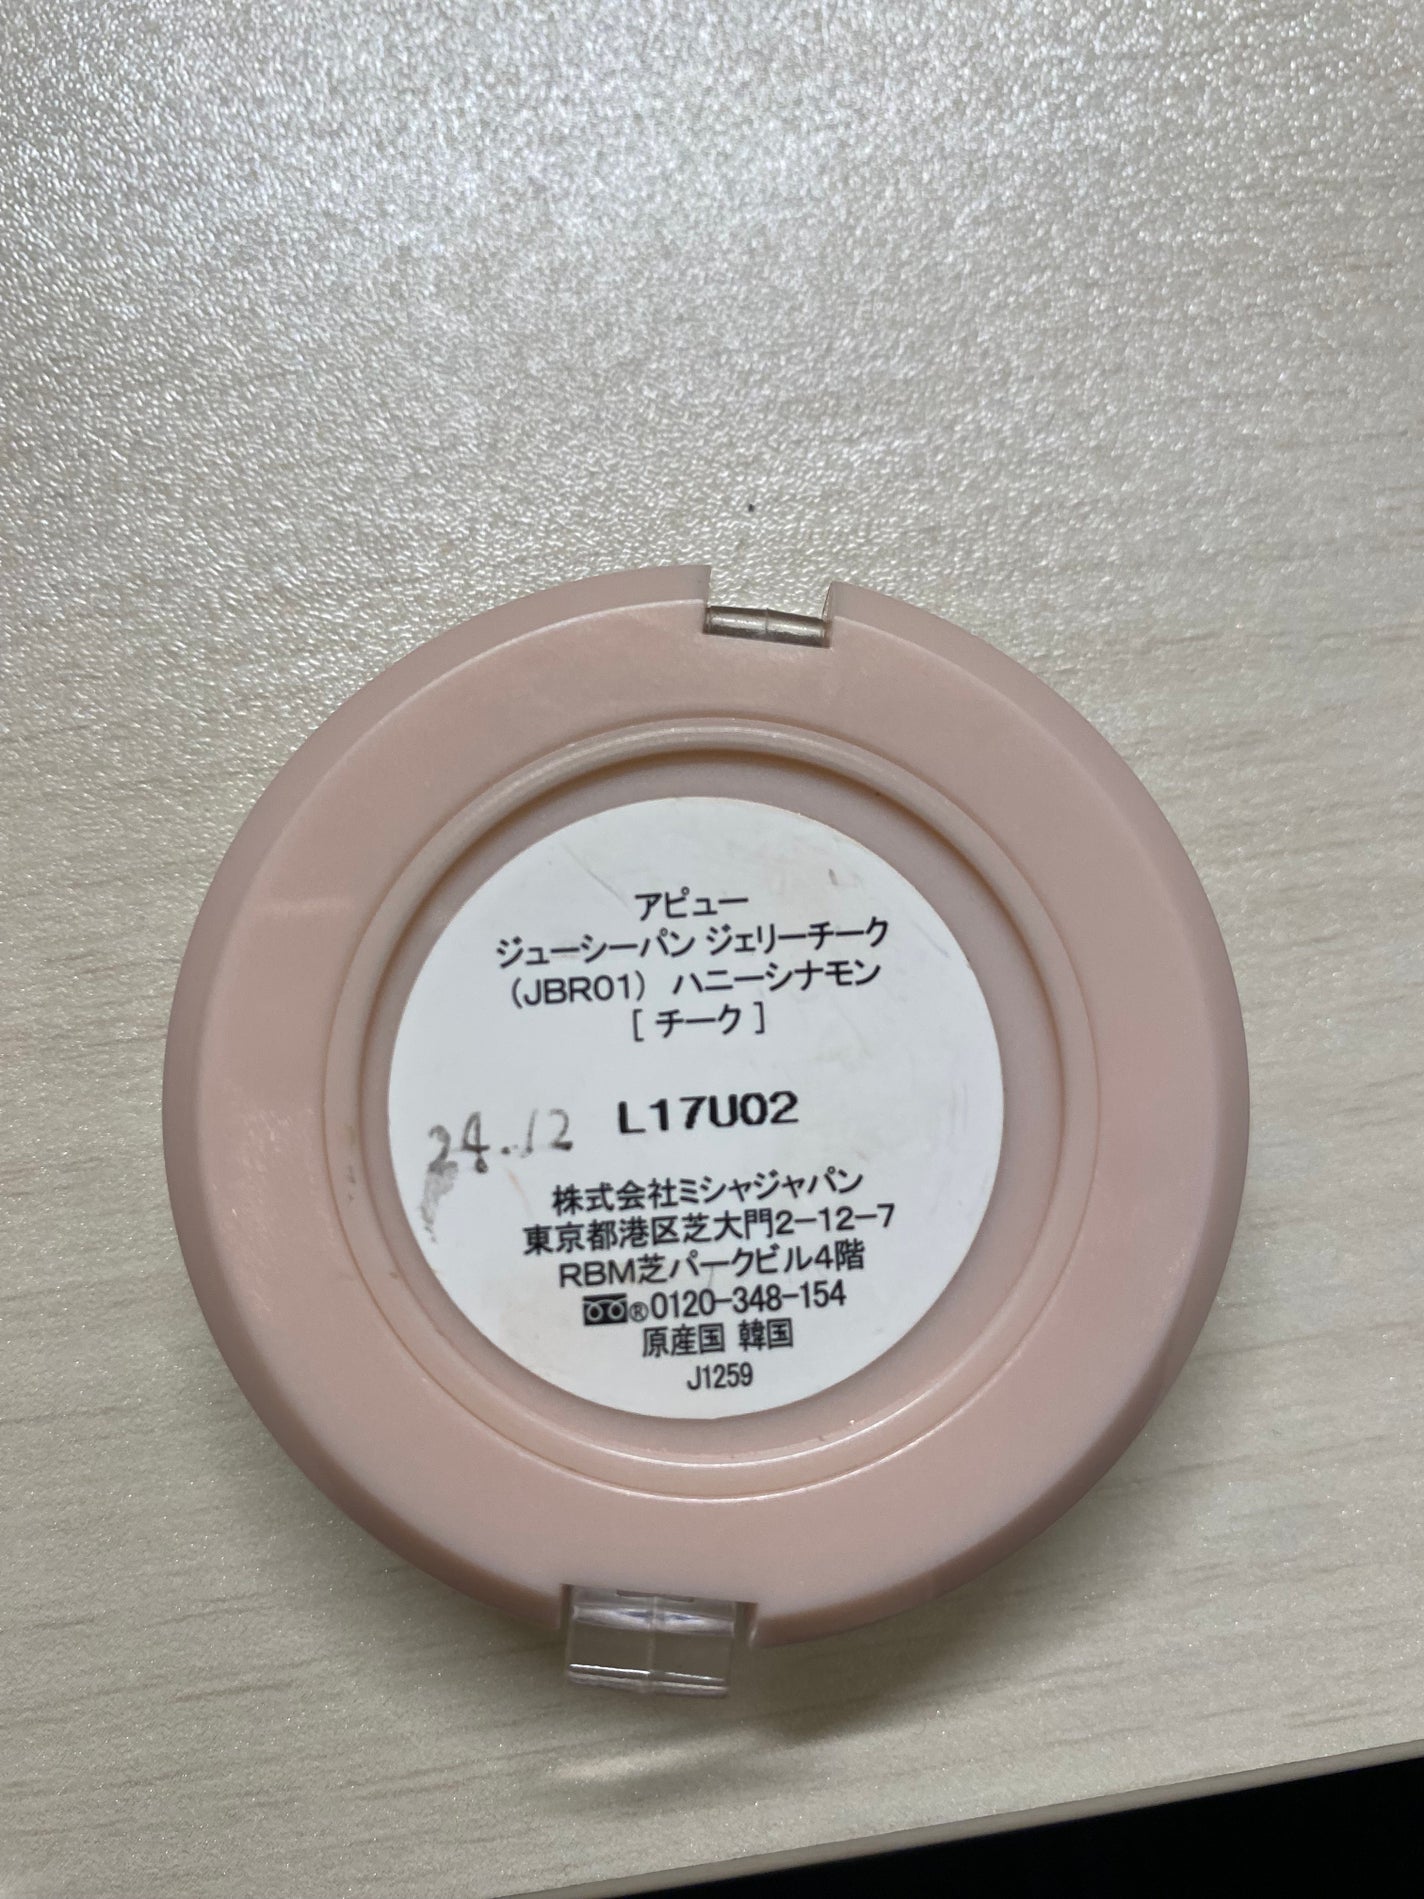 アピュー
ジューシーパン ジェリーチーク
（JBR01） ハニーシナモン
[ チーク ]
24.12 L17U02
株式会社ミシャジャパン
東京都港区芝大門2−12−7
RBM芝パークビル4階
®0120−348−154
原産国 韓国
J1259